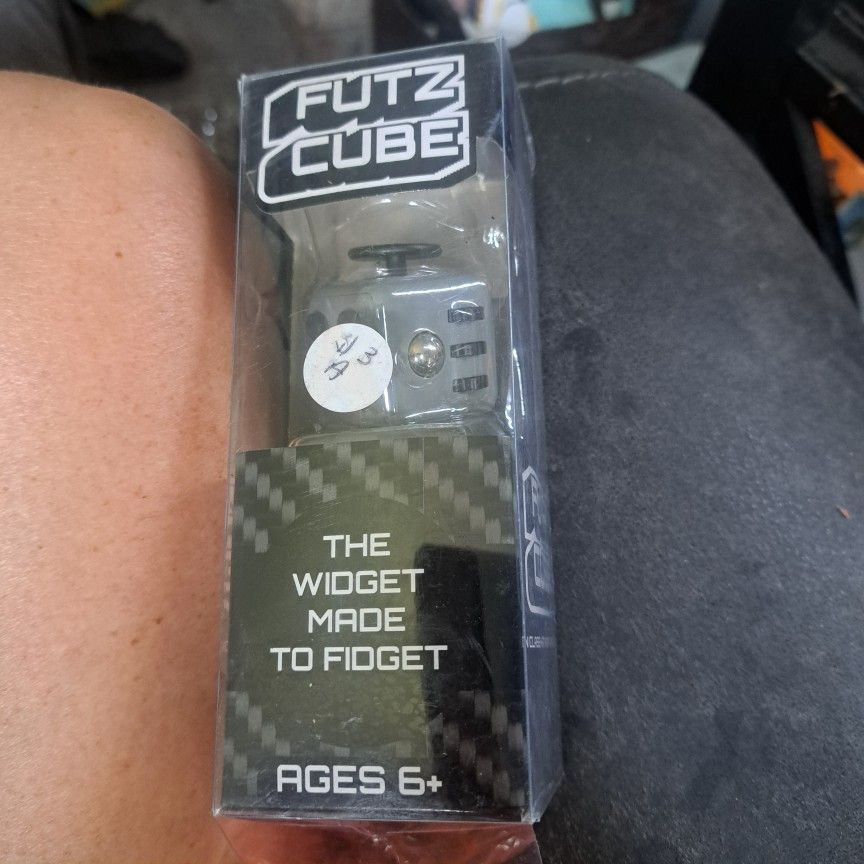 FUTZ
CUBE
THE
WIDGET
MADE
TO FIDGET
AGES 6+